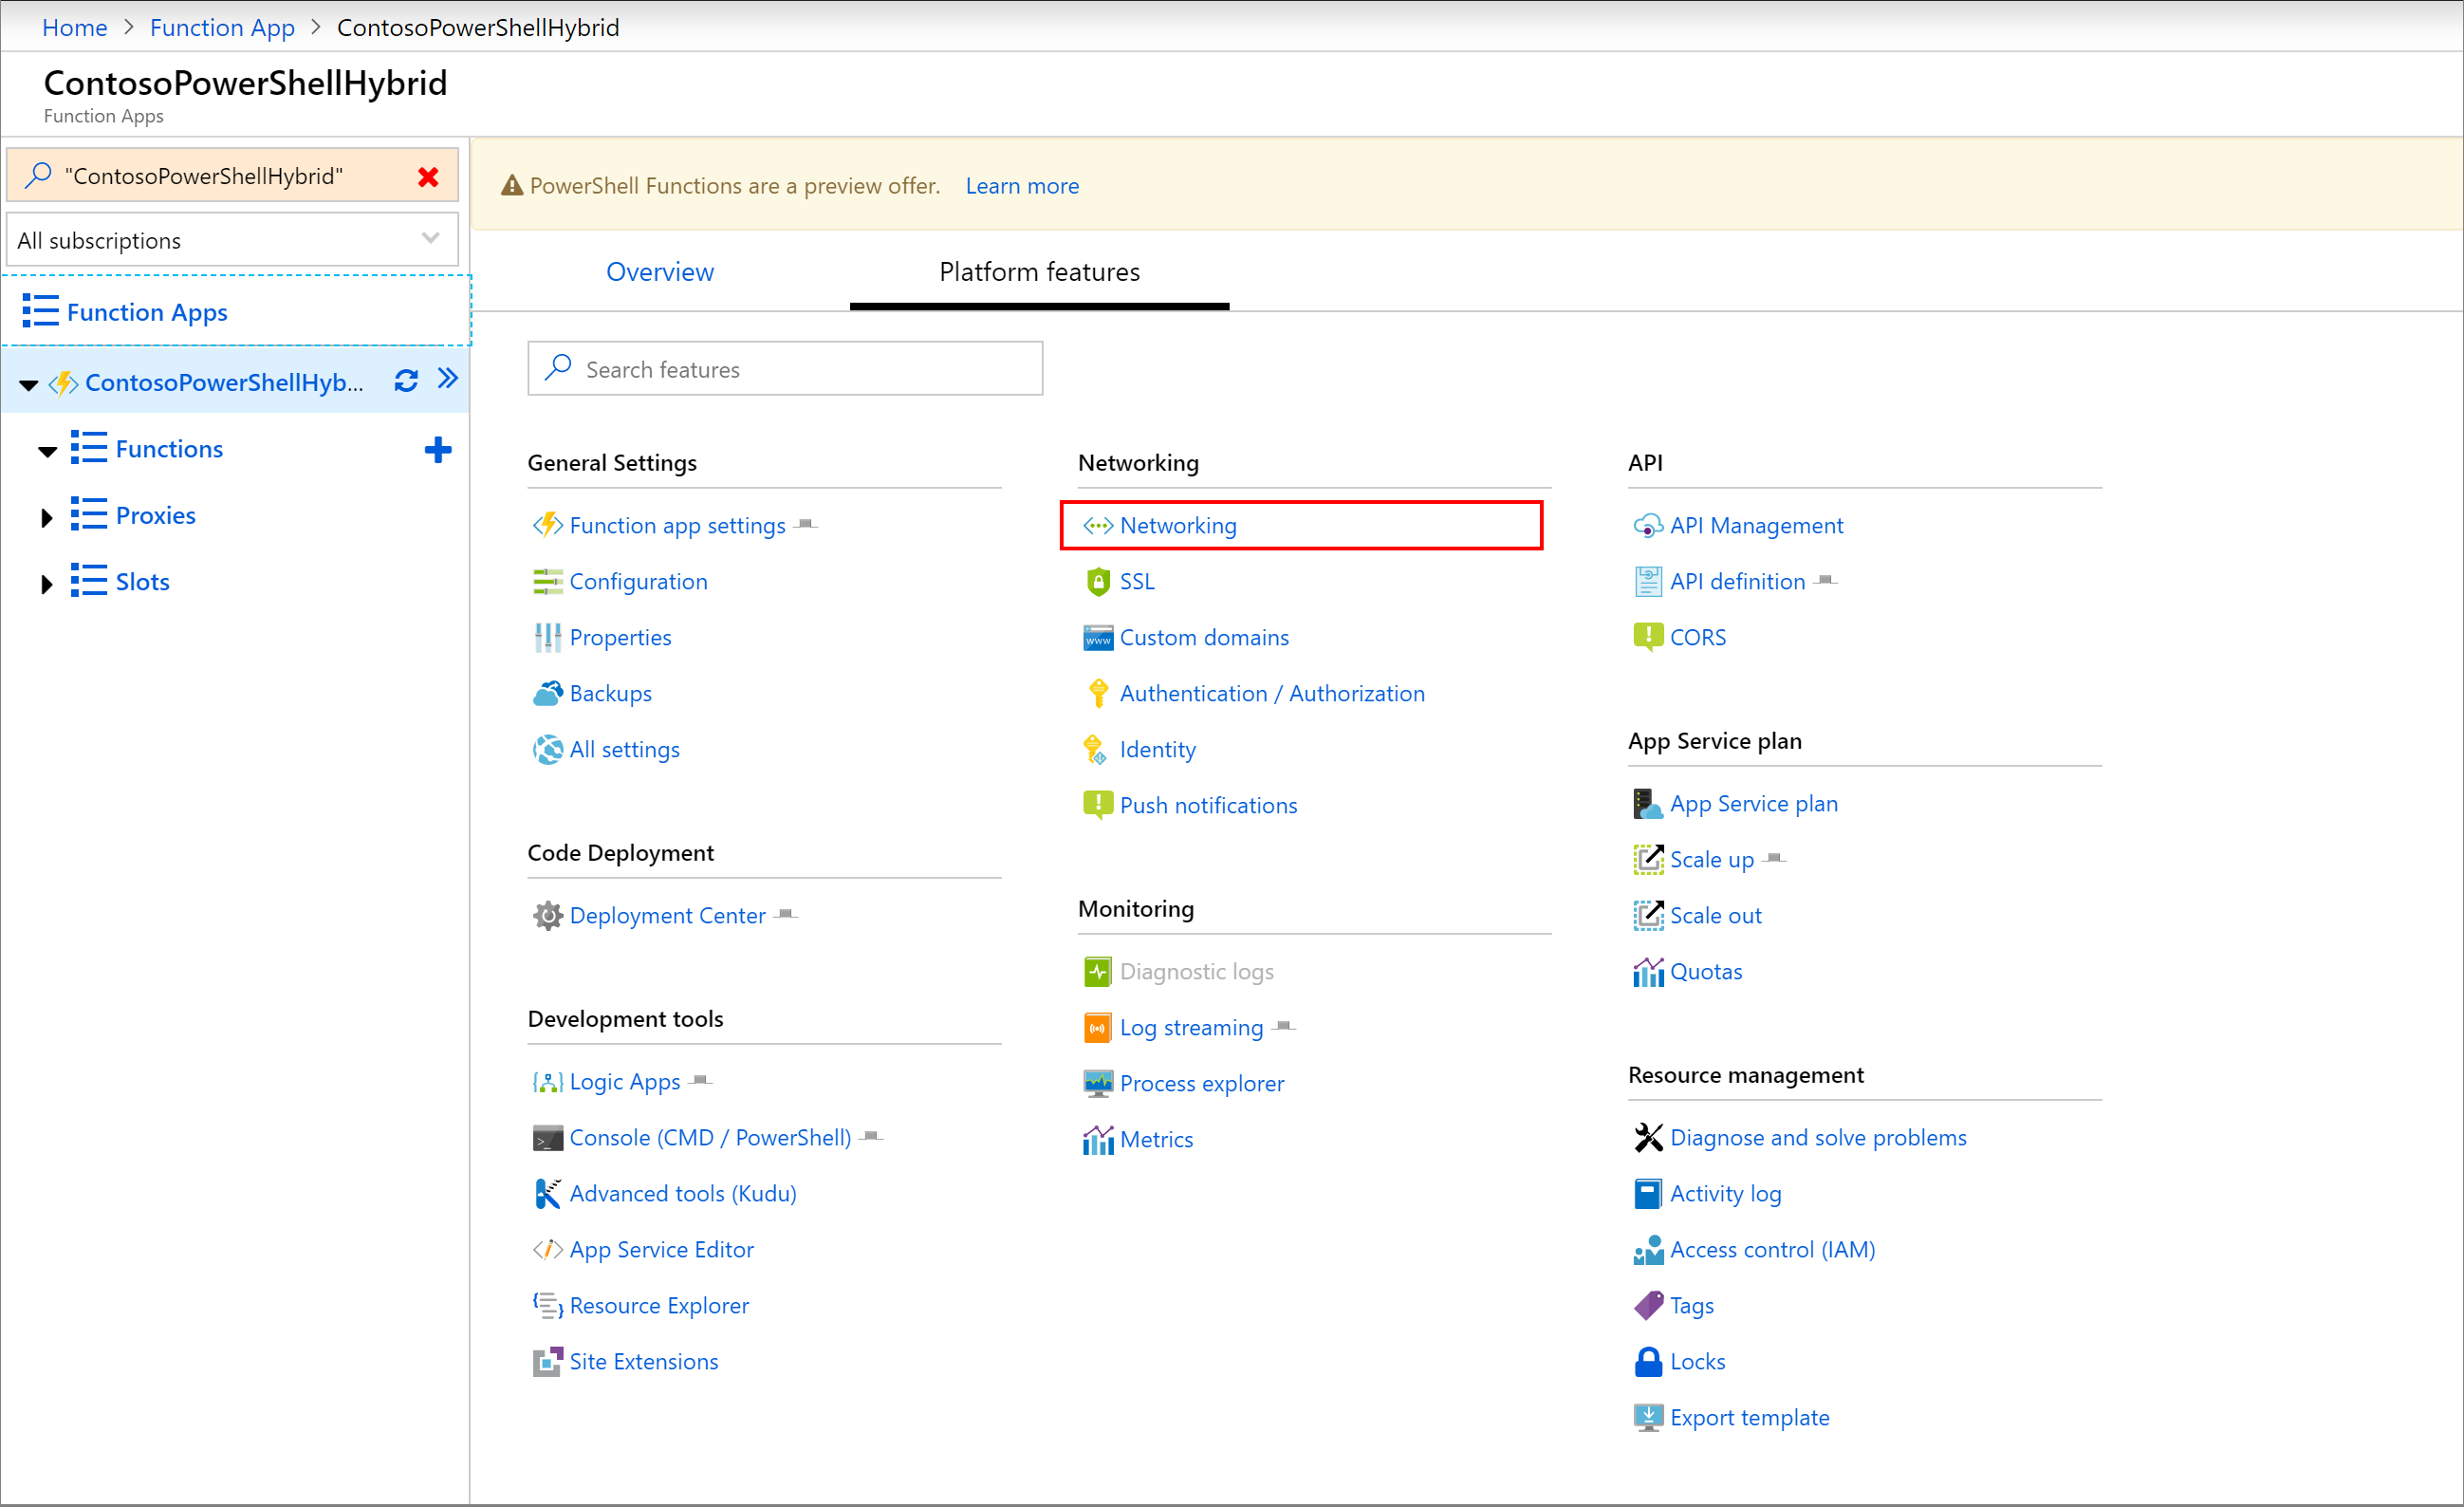 Home > Function App > ContosoPowerShellHybrid
ContosoPowerShellHybrid
Function Apps
"ContosoPowerShellHybrid"
All subscriptions
Function Apps
ContosoPowerShellHyb...
Functions
Proxies
Slots
PowerShell Functions are a preview offer. Learn more
Overview
Platform features
Search features
General Settings
Function app settings
Configuration
Properties
Backups
All settings
Code Deployment
Deployment Center
Development tools
Logic Apps
Console (CMD / PowerShell)
Advanced tools (Kudu)
App Service Editor
Resource Explorer
Site Extensions
Networking
Networking
SSL
www
Custom domains
Authentication / Authorization
Identity
Push notifications
Monitoring
Diagnostic logs
Log streaming
Process explorer
Metrics
API
API Management
API definition
CORS
App Service plan
App Service plan
Scale up
Scale out
Quotas
Resource management
Diagnose and solve problems
Activity log
Access control (IAM)
Tags
Locks
Export template